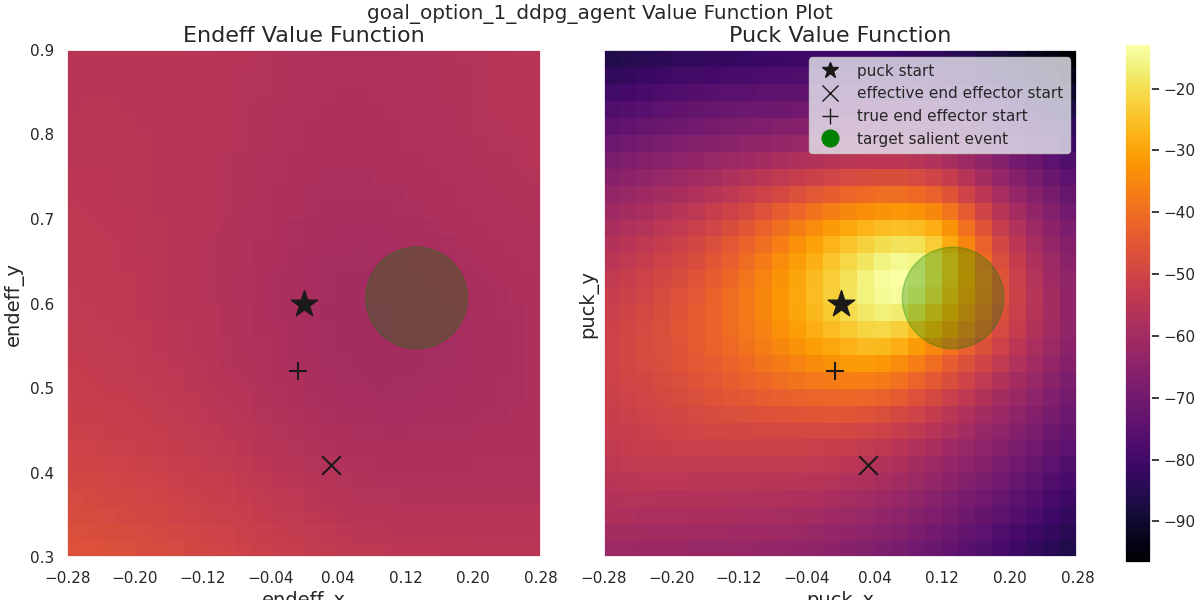 goal_option_1_ddpg_agent Value Function Plot
Endeff Value Function
Puck Value Function
0.9
0.8
0.7
0.6
0.5
0.4
0.3
endeff_y
−0.28 −0.20 −0.12 −0.04 0.04 0.12 0.20 0.28
endeff_x
puck_y
puck start
effective end effector start
true end effector start
target salient event
−0.28 −0.20 −0.12 −0.04 0.04 0.12 0.20 0.28
puck_x
−20
−30
−40
−50
−60
−70
−80
−90